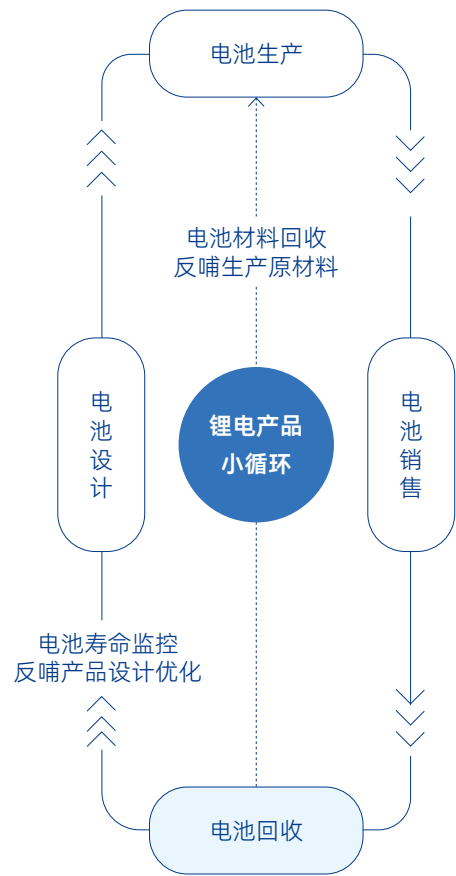 电池生产
电池材料回收
反哺生产原材料
电池设计
锂电产品
小循环
电池销售
电池寿命监控
反哺产品设计优化
电池回收